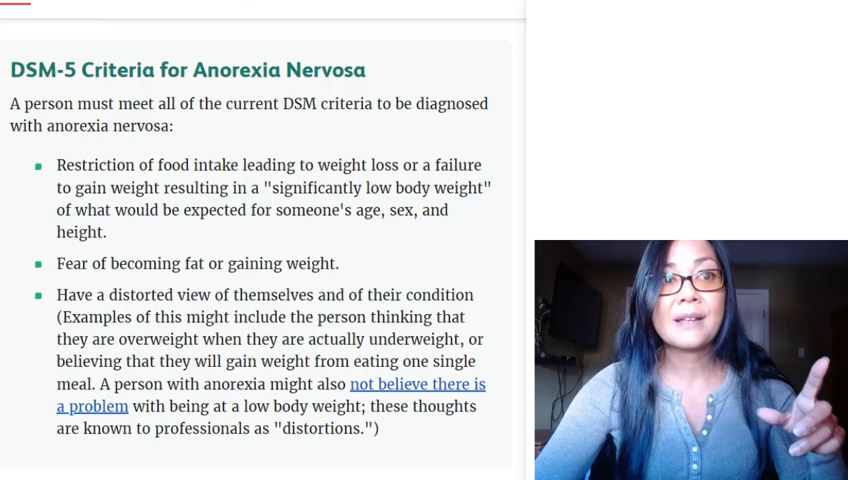 DSM-5 Criteria for Anorexia Nervosa
A person must meet all of the current DSM criteria to be diagnosed
with anorexia nervosa:
Restriction of food intake leading to weight loss or a failure
to gain weight resulting in a "significantly low body weight"
of what would be expected for someone's age, sex, and
height.
Fear of becoming fat or gaining weight.
Have a distorted view of themselves and of their condition
(Examples of this might include the person thinking that
they are overweight when they are actually underweight, or
believing that they will gain weight from eating one single
meal. A person with anorexia might also not believe there is
a problem with being at a low body weight; these thoughts
are known to professionals as "distortions.")